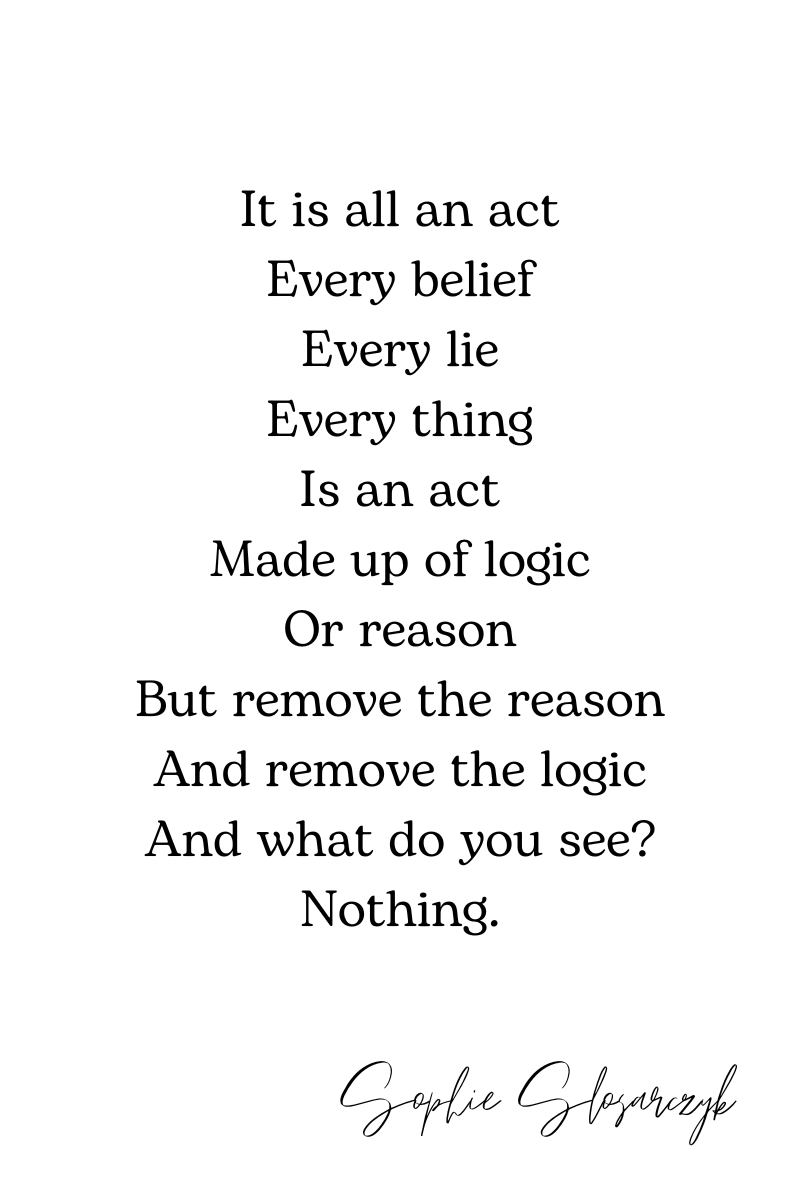 It is all an act
Every belief
Every lie
Every thing
Is an act
Made up of logic
Or reason
But remove the reason
And remove the logic
And what do you see?
Nothing.
Sophie Slosarczyk